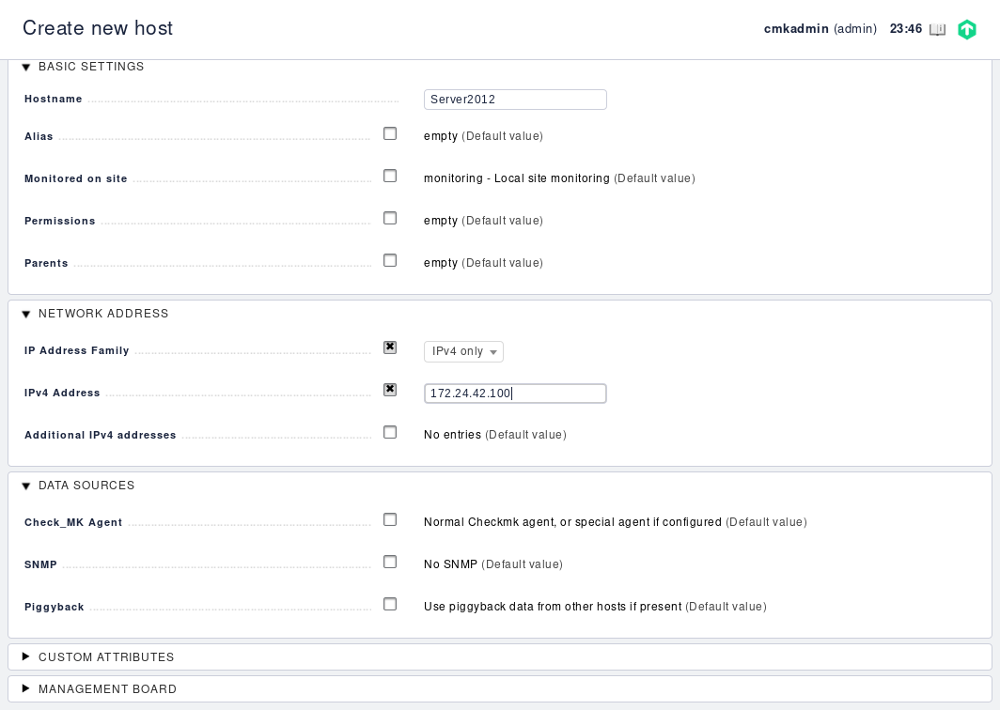 Create new host
cmkadmin (admin) 23:46
BASIC SETTINGS
Hostname Server2012
Alias empty (Default value)
Monitored on site monitoring - Local site monitoring (Default value)
Permissions empty (Default value)
Parents empty (Default value)
NETWORK ADDRESS
IP Address Family IPv4 only
IPv4 Address 172.24.42.100
Additional IPv4 addresses No entries (Default value)
DATA SOURCES
Check_MK Agent Normal Checkmk agent, or special agent if configured (Default value)
SNMP No SNMP (Default value)
Piggyback Use piggyback data from other hosts if present (Default value)
CUSTOM ATTRIBUTES
MANAGEMENT BOARD